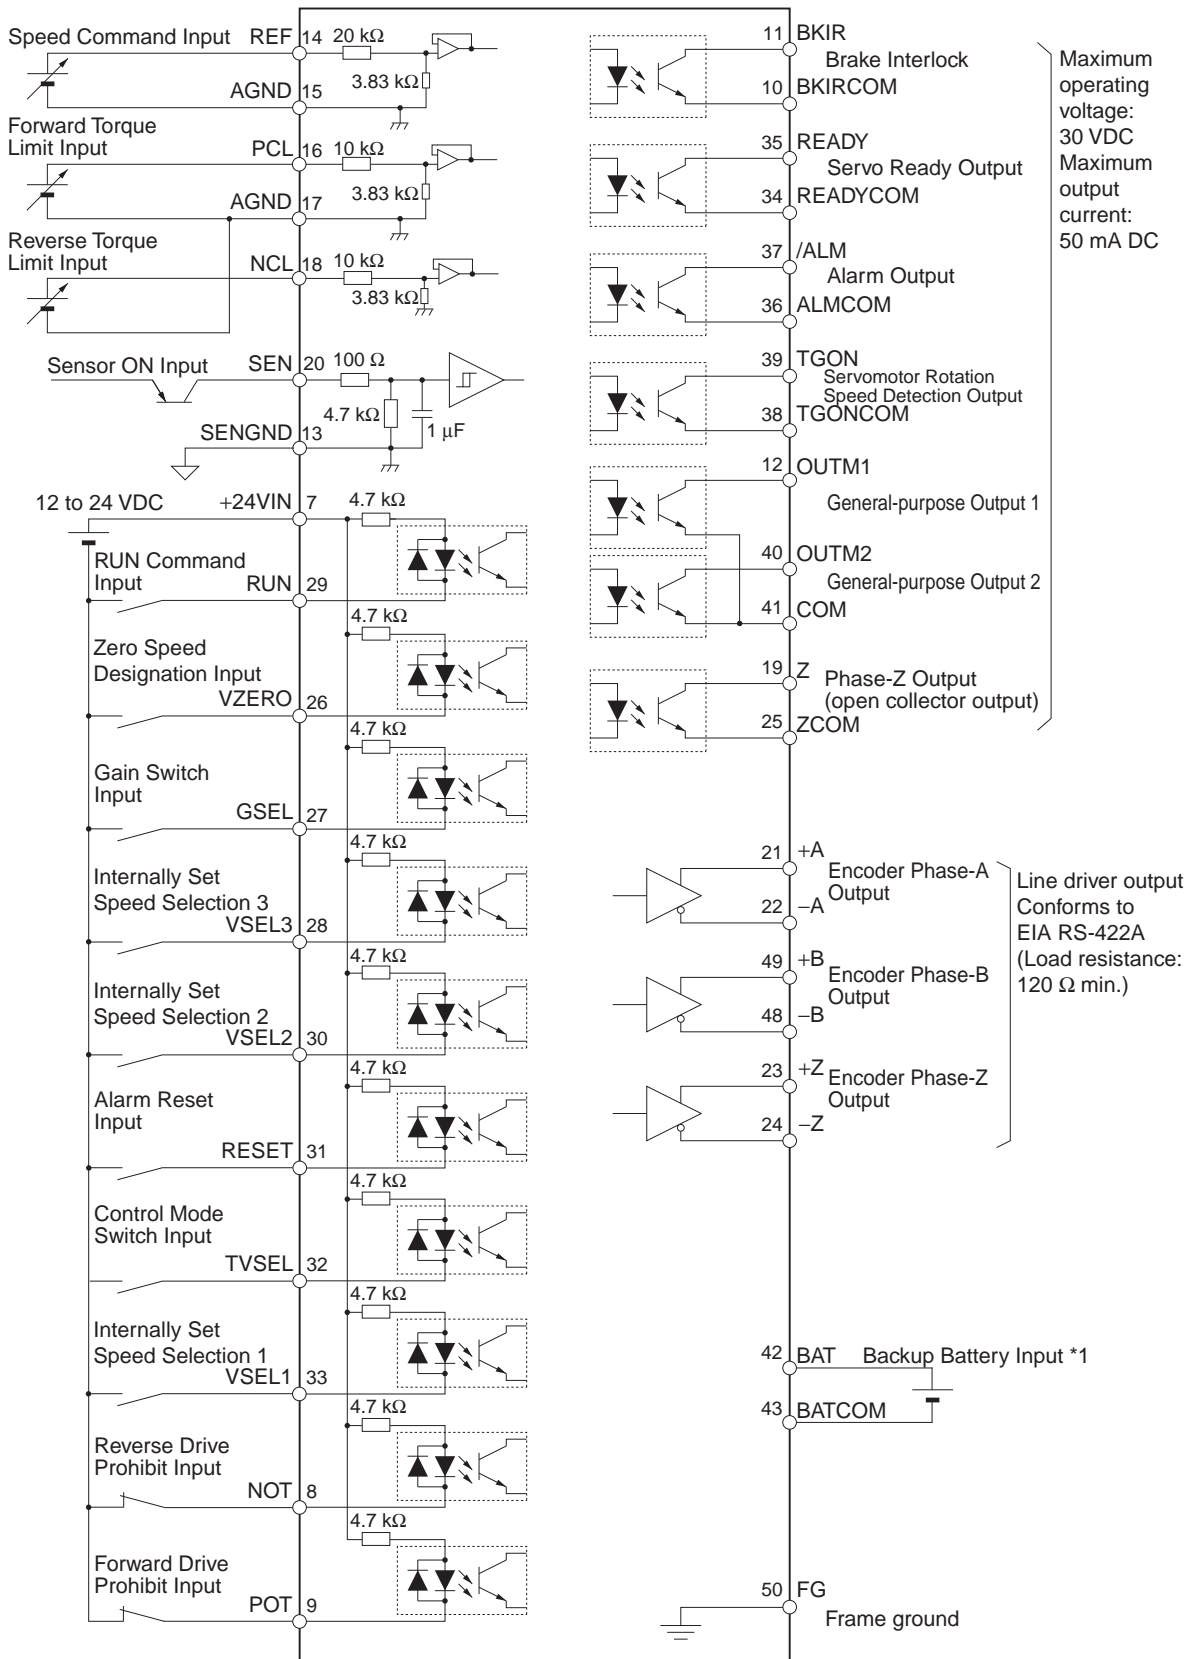 Speed Command Input REF 14 20 kΩ
3.83 kΩ
AGND 15
Forward Torque
Limit Input
PCL 16 10 kΩ
3.83 kΩ
AGND 17
Reverse Torque
Limit Input
NCL 18 10 kΩ
3.83 kΩ
Sensor ON Input SEN 20 100 Ω
4.7 kΩ
1 µF
SENGND 13
12 to 24 VDC +24VIN 7 4.7 kΩ
RUN Command
Input
RUN 29
4.7 kΩ
Zero Speed
Designation Input
VZERO 26
4.7 kΩ
Gain Switch
Input
GSEL 27
4.7 kΩ
Internally Set
Speed Selection 3
VSEL3 28
4.7 kΩ
Internally Set
Speed Selection 2
VSEL2 30
4.7 kΩ
Alarm Reset
Input
RESET 31
4.7 kΩ
Control Mode
Switch Input
TVSEL 32
4.7 kΩ
Internally Set
Speed Selection 1
VSEL1 33
4.7 kΩ
Reverse Drive
Prohibit Input
NOT 8
4.7 kΩ
Forward Drive
Prohibit Input
POT 9
11 BKIR
Brake Interlock
10 BKIRCOM
35 READY
Servo Ready Output
34 READYCOM
37 /ALM
Alarm Output
36 ALMCOM
39 TGON
Servomotor Rotation
Speed Detection Output
38 TGONCOM
12 OUTM1
General-purpose Output 1
40 OUTM2
General-purpose Output 2
41 COM
19 Z
Phase-Z Output
(open collector output)
25 ZCOM
Maximum
operating
voltage:
30 VDC
Maximum
output
current:
50 mA DC
21 +A
Encoder Phase-A
Output
22 −A
49 +B
Encoder Phase-B
Output
48 −B
23 +Z
Encoder Phase-Z
Output
24 −Z
Line driver output
Conforms to
EIA RS-422A
(Load resistance:
120 Ω min.)
42 BAT Backup Battery Input *1
43 BATCOM
50 FG
Frame ground